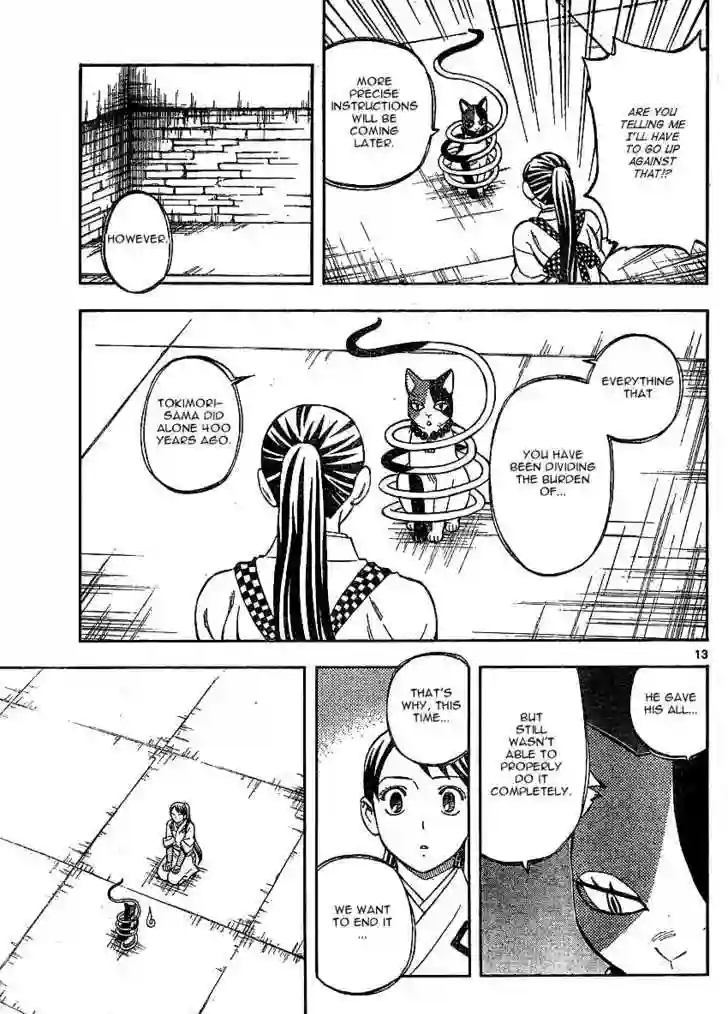 ARE YOU
TELLING ME
I'LL HAVE
TO GO UP
AGAINST
THAT!?
MORE
PRECISE
INSTRUCTIONS
WILL BE
COMING
LATER.
HOWEVER,
EVERYTHING
THAT
YOU HAVE
BEEN DIVIDING
THE BURDEN
OF...
TOKIMORI-
SAMA DID
ALONE 400
YEARS AGO.
13
HE GAVE
HIS ALL...
BUT
STILL
WASN'T
ABLE TO
PROPERLY
DO IT
COMPLETELY.
THAT'S
WHY, THIS
TIME...
WE WANT
TO END IT
...